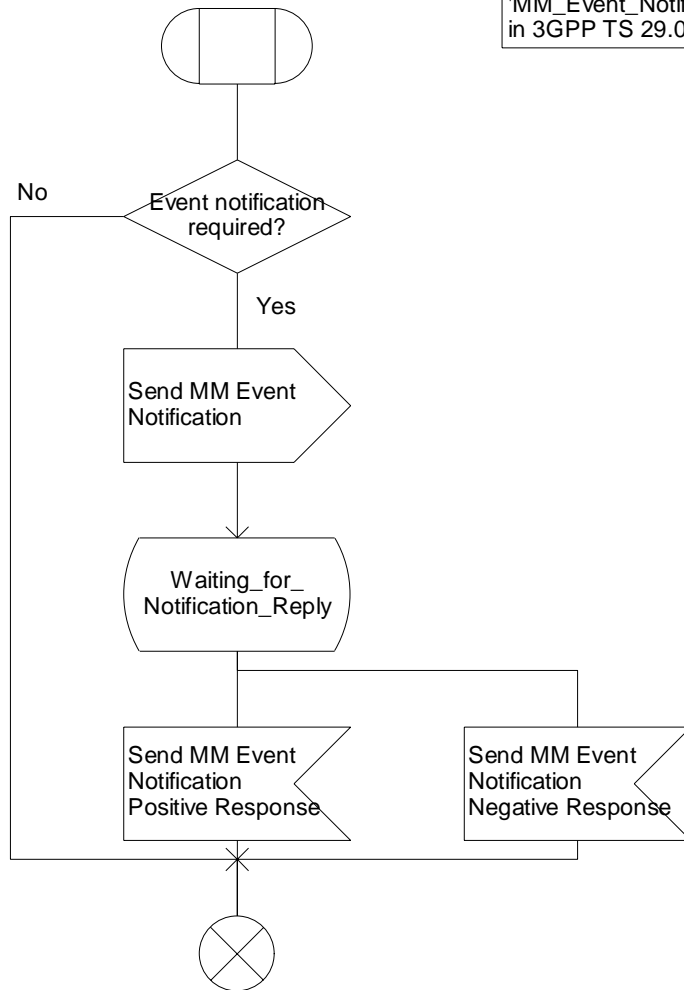 in 3GPP TS 29.0
No
Event notification
required?
Yes
Send MM Event
Notification
Waiting_for_
Notification_Reply
Send MM Event
Notification
Positive Response
Send MM Event
Notification
Negative Response